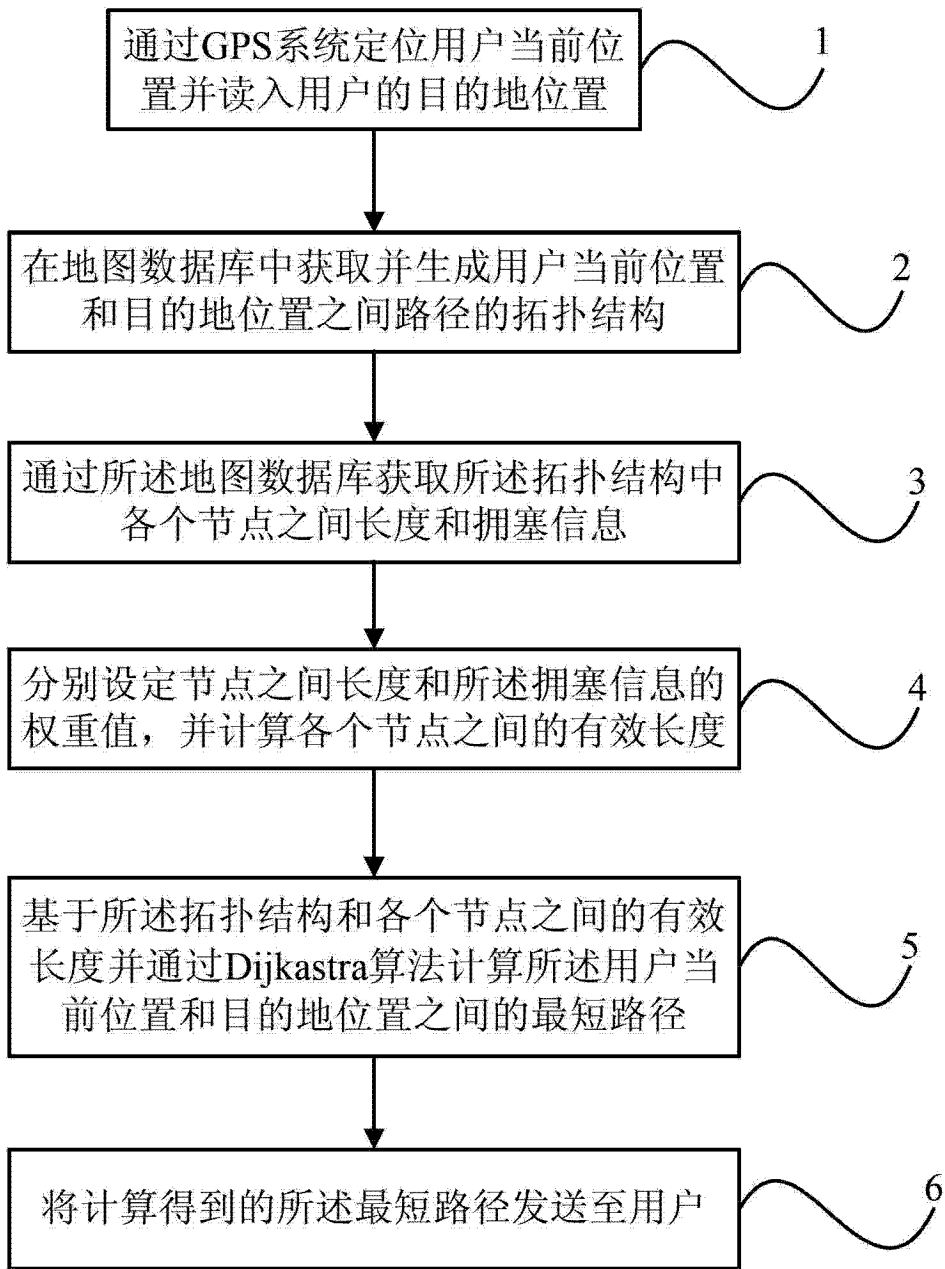 通过GPS系统定位用户当前位
置并读入用户的目的地位置
1
在地图数据库中获取并生成用户当前位置
和目的地位置之间路径的拓扑结构
2
通过所述地图数据库获取所述拓扑结构中
各个节点之间长度和拥塞信息
3
分别设定节点之间长度和所述拥塞信息的
权重值，并计算各个节点之间的有效长度
4
基于所述拓扑结构和各个节点之间的有效
长度并通过Dijkastra算法计算所述用户当
前位置和目的地位置之间的最短路径
5
将计算得到的所述最短路径发送至用户
6